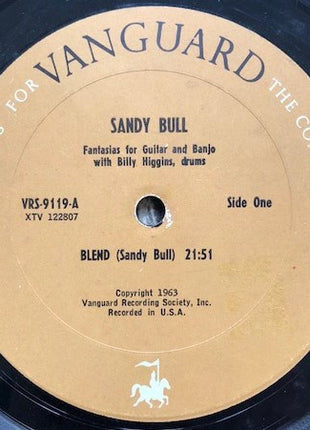 FOR VANGUARD THE CO
SANDY BULL
Fantasias for Guitar and Banjo
with Billy Higgins, drums
VRS-9119-A
Side One
XTV 122807
BLEND (Sandy Bull) 21:51
Copyright 1963
Vanguard Recording Society, Inc.
Recorded in U.S.A.